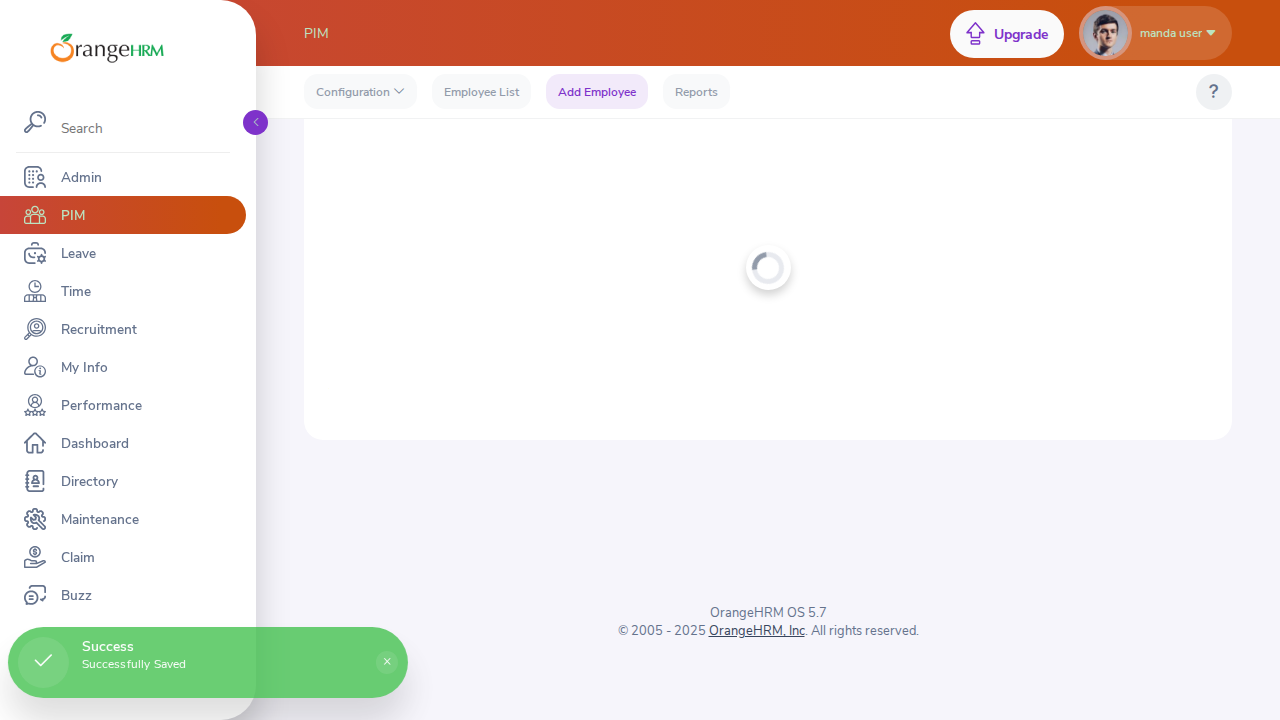 OrangeHRM
PIM
Upgrade
manda user
Configuration
Employee List
Add Employee
Reports
?
Search
Admin
PIM
Leave
Time
Recruitment
My Info
Performance
Dashboard
Directory
Maintenance
Claim
Buzz
Success
Successfully Saved
×
OrangeHRM OS 5.7
© 2005 - 2025 OrangeHRM, Inc. All rights reserved.